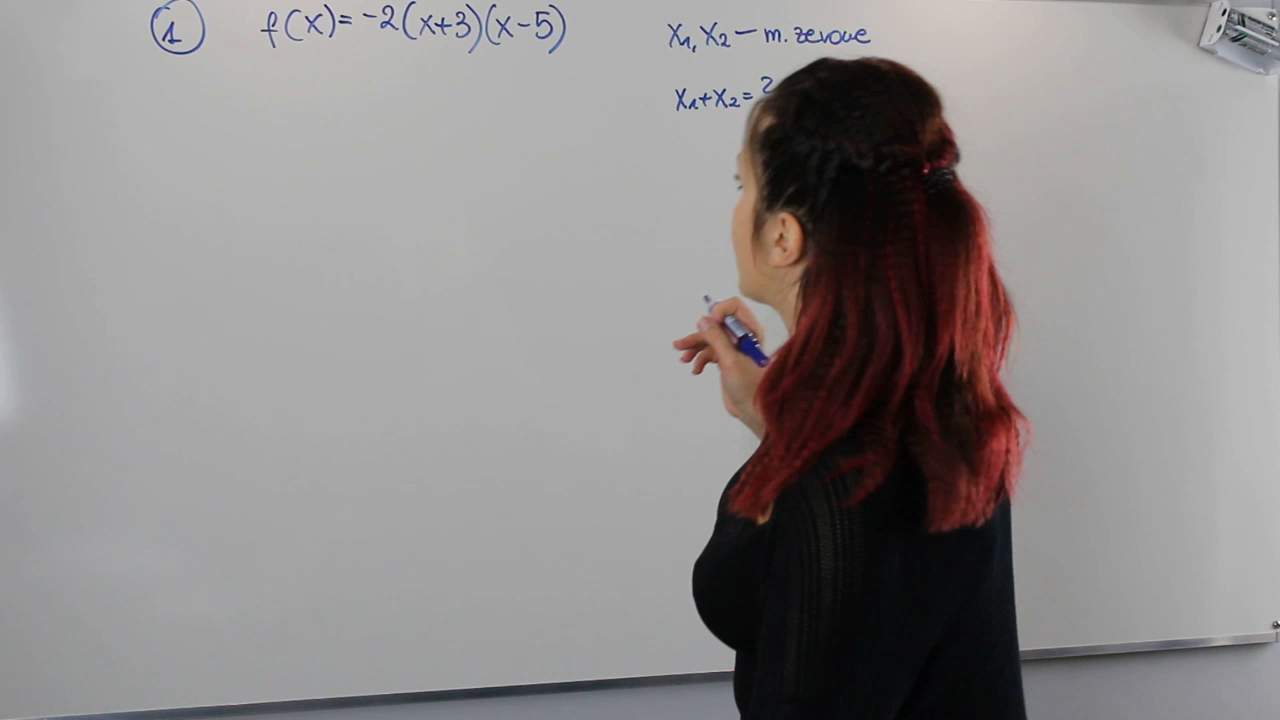 1 f(x)=-2(x+3)(x-5)
x₁, x₂ – m. zerowe
x₁+x₂=?